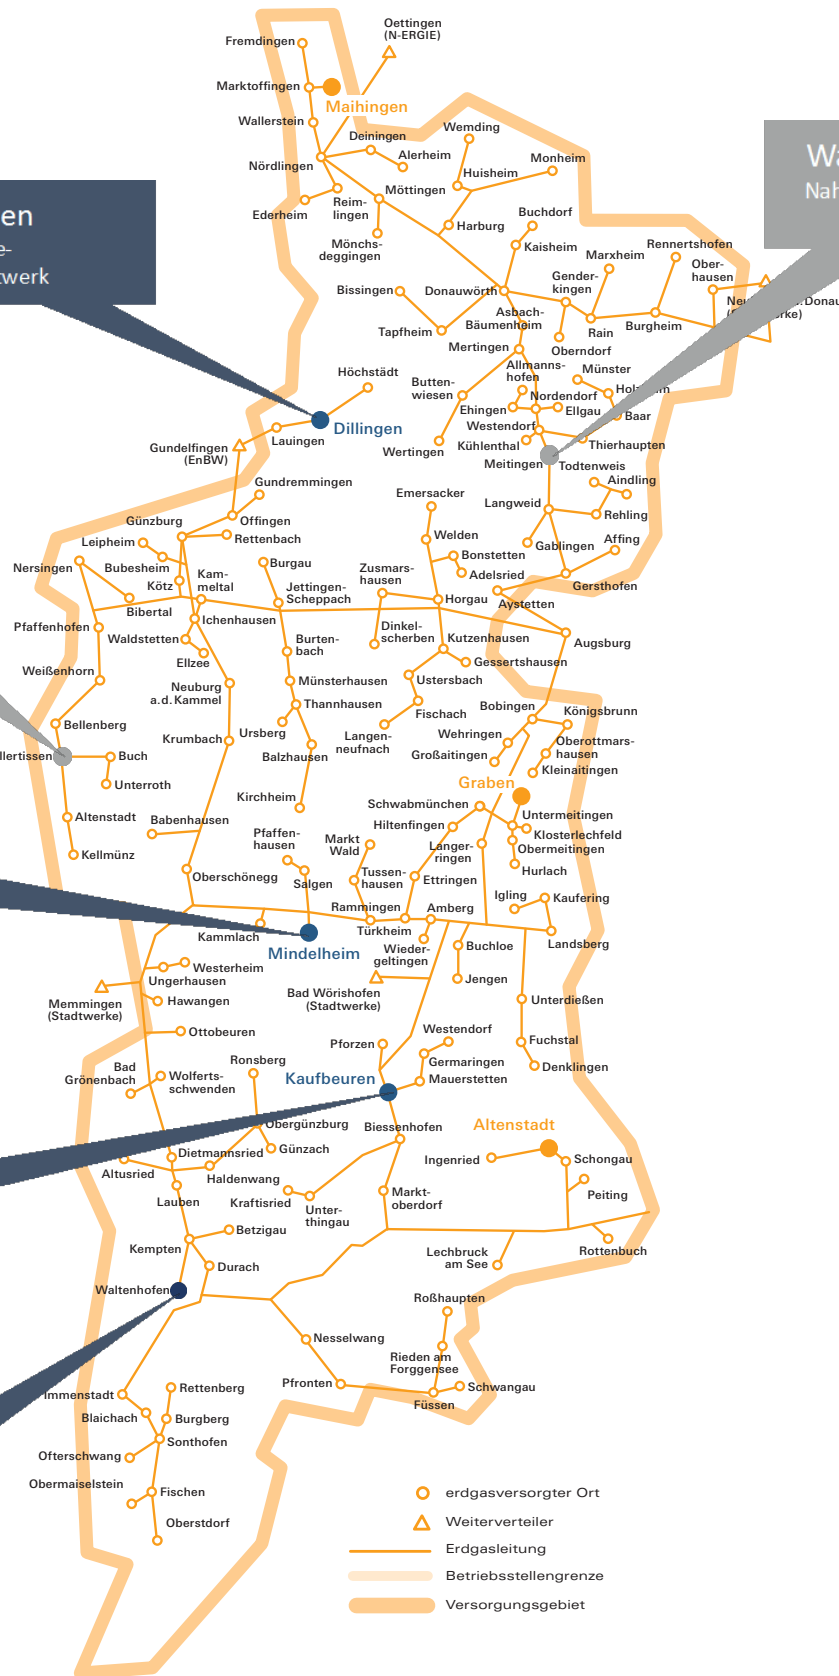 Oettingen
(N-ERGIE)
Fremdingen
Marktoffingen
Maihingen
Wallerstein
Deiningen
Wemding
Alerheim
Monheim
Nördlingen
Huisheim
Möttingen
Ederheim
Reim-
lingen
Harburg
Buchdorf
Mönchs-
deggingen
Kaisheim
Rennertshofen
Marxheim
Ober-
hausen
Gender-
kingen
Bissingen
Donauwörth
Asbach-
Bäumenheim
Rain
Burgheim
Tapfheim
Mertingen
Oberndorf
Allmanns-
hofen
Münster
Höchstädt
Butten-
wiesen
Nordendorf
Ehingen
Ellgau
Baar
Westendorf
Dillingen
Lauingen
Wertingen
Kühlenthal
Thierhaupten
Gundelfingen
(EnBW)
Meitingen
Todtenweis
Aindling
Gundremmingen
Emersacker
Langweid
Rehling
Günzburg
Offingen
Welden
Leipheim
Rettenbach
Gablingen
Affing
Bonstetten
Nersingen
Bubesheim
Burgau
Zusmars-
hausen
Adelsried
Kötz
Kam-
meltal
Jettingen-
Scheppach
Gersthofen
Horgau
Aystetten
Bibertal
Ichenhausen
Pfaffenhofen
Dinkel-
scherben
Waldstetten
Burten-
bach
Kutzenhausen
Augsburg
Ellzee
Gessertshausen
Weißenhorn
Münsterhausen
Ustersbach
Neuburg
a.d.Kammel
Thannhausen
Bobingen
Königsbrunn
Fischach
Bellenberg
Ursberg
Langen-
neufnach
Wehringen
Krumbach
Oberottmars-
hausen
llertissen
Buch
Balzhausen
Großaitingen
Kleinaitingen
Unterroth
Graben
Kirchheim
Schwabmünchen
Altenstadt
Babenhausen
Untermeitingen
Hiltenfingen
Klosterlechfeld
Pfaffen-
hausen
Markt
Wald
Langer-
ringen
Obermeitingen
Kellmünz
Hurlach
Oberschönegg
Salgen
Tussen-
hausen
Ettringen
Igling
Kaufering
Rammingen
Amberg
Kammlach
Türkheim
Mindelheim
Wieder-
geltingen
Buchloe
Landsberg
Westerheim
Ungerhausen
Jengen
Memmingen
(Stadtwerke)
Hawangen
Bad Wörishofen
(Stadtwerke)
Unterdießen
Ottobeuren
Pforzen
Westendorf
Fuchstal
Bad
Grönenbach
Wolferts-
schwenden
Ronsberg
Germaringen
Denklingen
Kaufbeuren
Mauerstetten
Obergünzburg
Biessenhofen
Altenstadt
Dietmannsried
Günzach
Ingenried
Schongau
Altusried
Haldenwang
Lauben
Kraftisried
Unter-
thingau
Markt-
oberdorf
Peiting
Betzigau
Kempten
Rottenbuch
Durach
Lechbruck
am See
Waltenhofen
Roßhaupten
Nesselwang
Rieden am
Forggensee
Pfronten
Schwangau
Füssen
Immenstadt
Rettenberg
Blaichach
Burgberg
Sonthofen
Ofterschwang
Obermaiselstein
Fischen
Oberstdorf
en
e-
twerk
Wa
Nah
erdgasversorgter Ort
Weiterverteiler
Erdgasleitung
Betriebsstellengrenze
Versorgungsgebiet